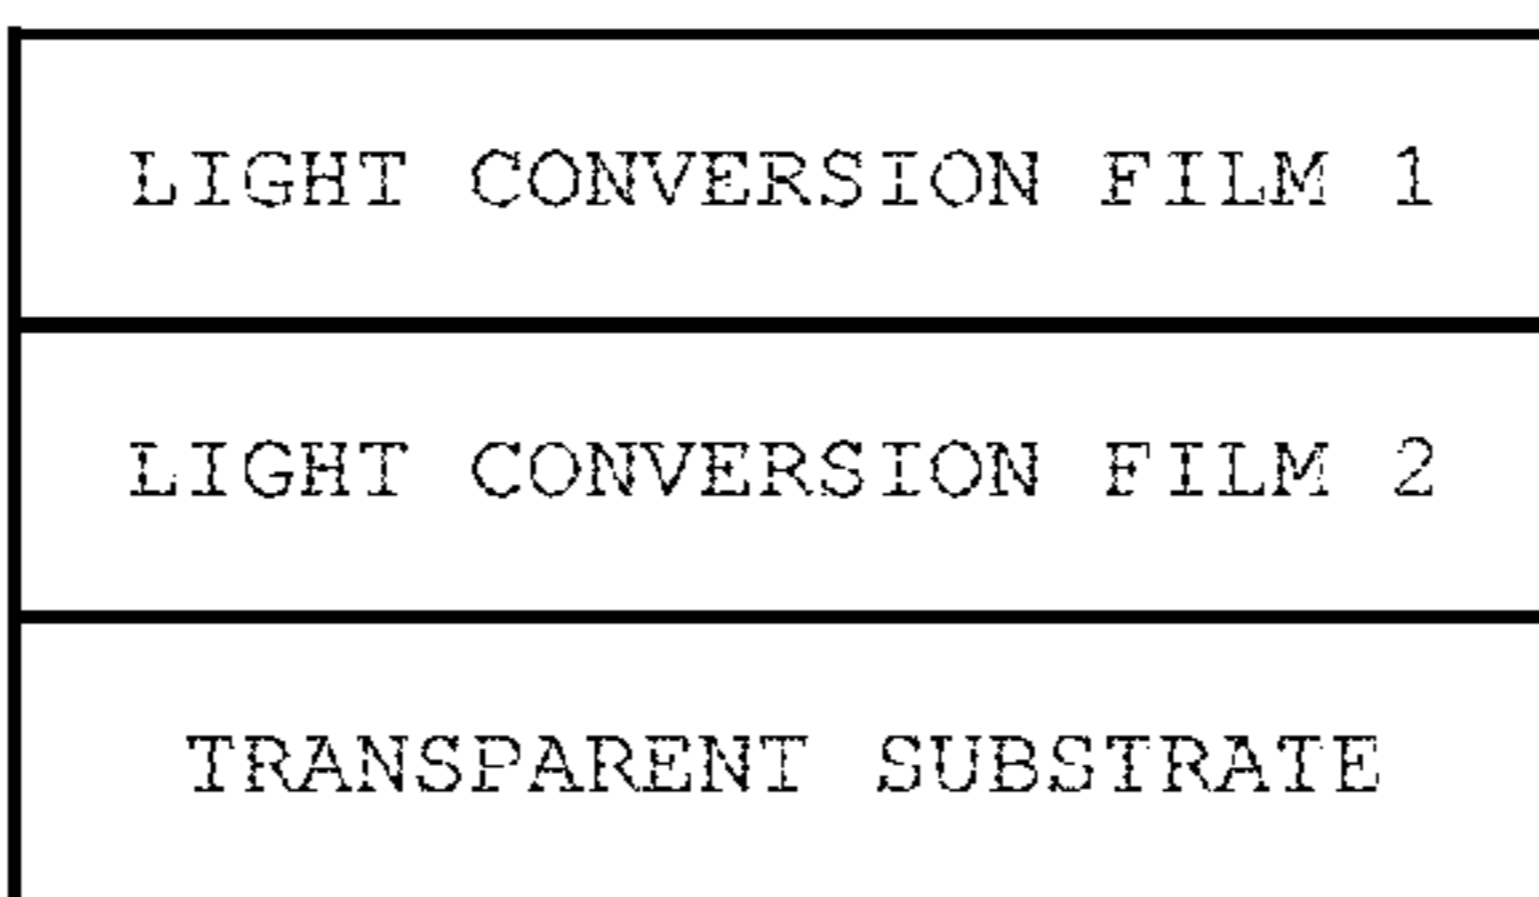 LIGHT CONVERSION FILM 1
LIGHT CONVERSION FILM 2
TRANSPARENT SUBSTRATE